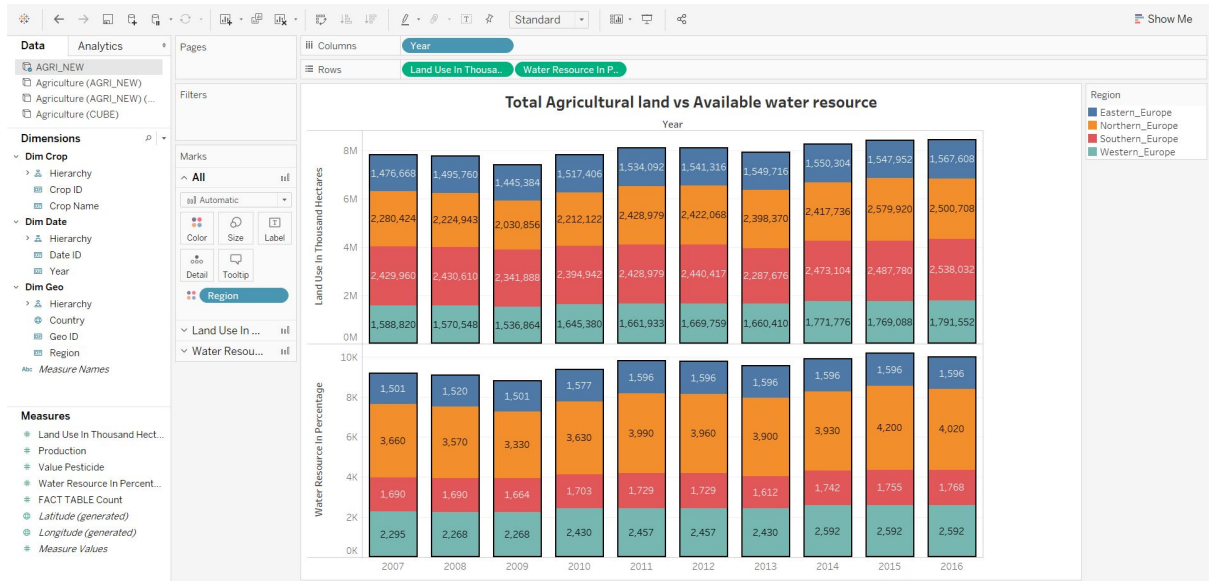 Standard
Show Me
Data
Analytics
AGRI_NEW
Agriculture (AGRI_NEW)
Agriculture (AGRI_NEW) (...
Agriculture (CUBE)
Dimensions
Dim Crop
Hierarchy
Crop ID
Crop Name
Dim Date
Hierarchy
Date ID
Year
Dim Geo
Hierarchy
Country
Geo ID
Region
Abc Measure Names
Measures
Land Use In Thousand Hect...
Production
Value Pesticide
Water Resource In Percent...
FACT TABLE Count
Latitude (generated)
Longitude (generated)
Measure Values
Pages
Filters
Marks
All
Automatic
Color
Size
Label
Detail
Tooltip
Region
Land Use In ...
Water Resou...
Columns
Year
Rows
Land Use In Thousa..
Water Resource In P..
Total Agricultural land vs Available water resource
Year
Land Use In Thousand Hectares
8M
6M
4M
2M
0M
1,476,668 1,495,760 1,445,384 1,517,406 1,534,092 1,541,316 1,549,716 1,550,304 1,547,952 1,567,608
2,280,424 2,224,943 2,030,856 2,212,122 2,428,979 2,422,068 2,398,370 2,417,736 2,579,920 2,500,708
2,429,960 2,430,610 2,341,888 2,394,942 2,428,979 2,440,417 2,287,676 2,473,104 2,487,780 2,538,032
1,588,820 1,570,548 1,536,864 1,645,380 1,661,933 1,669,759 1,660,410 1,771,776 1,769,088 1,791,552
Water Resource In Percentage
10K
8K
6K
4K
2K
0K
1,501 1,520 1,501 1,577 1,596 1,596 1,596 1,596 1,596 1,596
3,660 3,570 3,330 3,630 3,990 3,960 3,900 3,930 4,200 4,020
1,690 1,690 1,664 1,703 1,729 1,729 1,612 1,742 1,755 1,768
2,295 2,268 2,268 2,430 2,457 2,457 2,430 2,592 2,592 2,592
2007 2008 2009 2010 2011 2012 2013 2014 2015 2016
Region
Eastern_Europe
Northern_Europe
Southern_Europe
Western_Europe